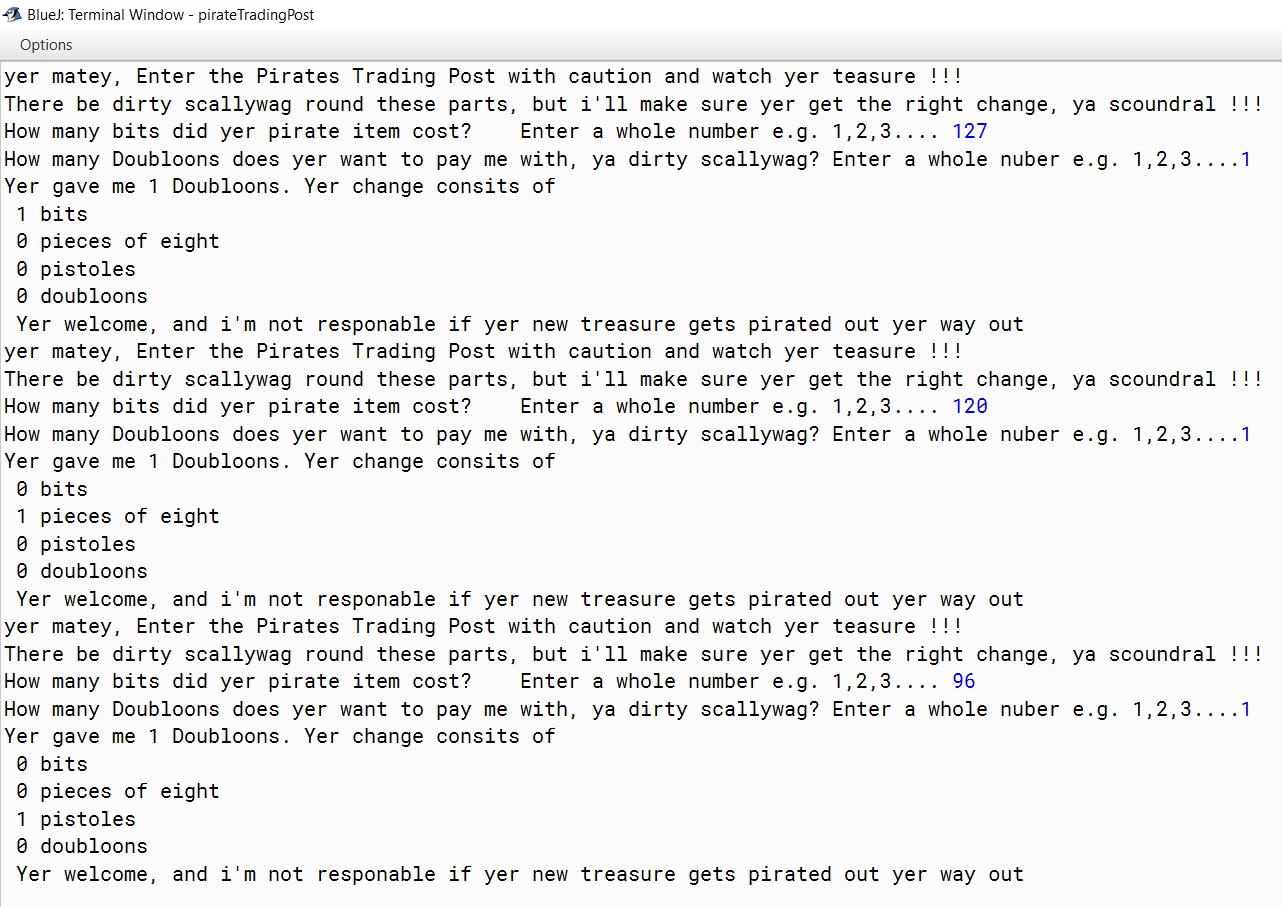 BlueJ: Terminal Window - pirateTradingPost
Options
yer matey, Enter the Pirates Trading Post with caution and watch yer teasure !!!
There be dirty scallywag round these parts, but i'll make sure yer get the right change, ya scoundral !!!
How many bits did yer pirate item cost?    Enter a whole number e.g. 1,2,3.... 127
How many Doubloons does yer want to pay me with, ya dirty scallywag? Enter a whole nuber e.g. 1,2,3....1
Yer gave me 1 Doubloons. Yer change consits of
1 bits
0 pieces of eight
0 pistoles
0 doubloons
Yer welcome, and i'm not responable if yer new treasure gets pirated out yer way out
yer matey, Enter the Pirates Trading Post with caution and watch yer teasure !!!
There be dirty scallywag round these parts, but i'll make sure yer get the right change, ya scoundral !!!
How many bits did yer pirate item cost?    Enter a whole number e.g. 1,2,3.... 120
How many Doubloons does yer want to pay me with, ya dirty scallywag? Enter a whole nuber e.g. 1,2,3....1
Yer gave me 1 Doubloons. Yer change consits of
0 bits
1 pieces of eight
0 pistoles
0 doubloons
Yer welcome, and i'm not responable if yer new treasure gets pirated out yer way out
yer matey, Enter the Pirates Trading Post with caution and watch yer teasure !!!
There be dirty scallywag round these parts, but i'll make sure yer get the right change, ya scoundral !!!
How many bits did yer pirate item cost?    Enter a whole number e.g. 1,2,3.... 96
How many Doubloons does yer want to pay me with, ya dirty scallywag? Enter a whole nuber e.g. 1,2,3....1
Yer gave me 1 Doubloons. Yer change consits of
0 bits
0 pieces of eight
1 pistoles
0 doubloons
Yer welcome, and i'm not responable if yer new treasure gets pirated out yer way out